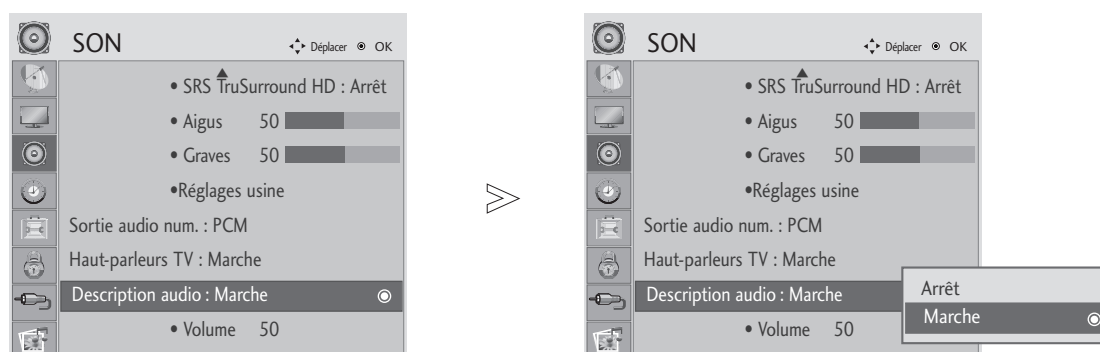 SON
Déplacer OK
• SRS TruSurround HD : Arrêt
• Aigus 50
• Graves 50
•Réglages usine
Sortie audio num. : PCM
Haut-parleurs TV : Marche
Description audio : Marche
• Volume 50
SON
Déplacer OK
• SRS TruSurround HD : Arrêt
• Aigus 50
• Graves 50
•Réglages usine
Sortie audio num. : PCM
Haut-parleurs TV : Marche
Description audio : Marche
• Volume 50
Arrêt
Marche